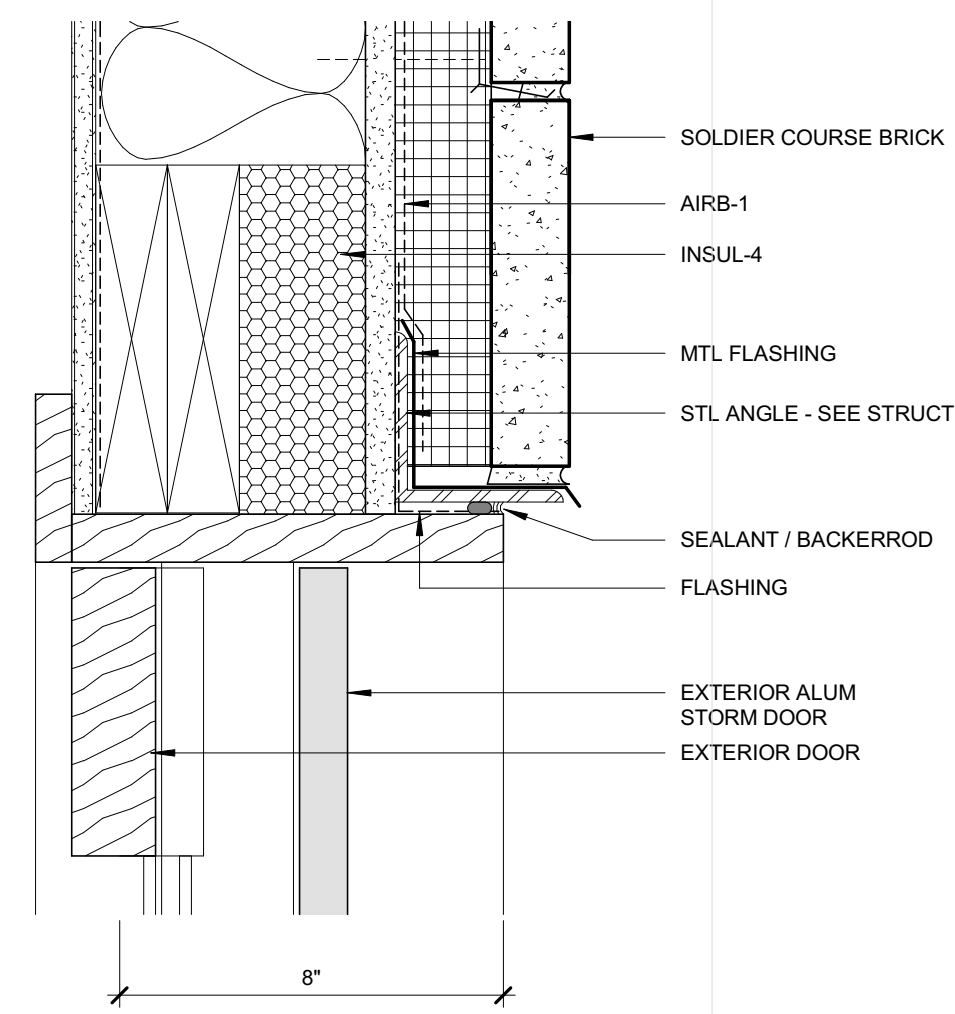 SOLDIER COURSE BRICK
AIRB-1
INSUL-4
MTL FLASHING
STL ANGLE - SEE STRUCT
SEALANT / BACKERROD
FLASHING
EXTERIOR ALUM
STORM DOOR
EXTERIOR DOOR
8"